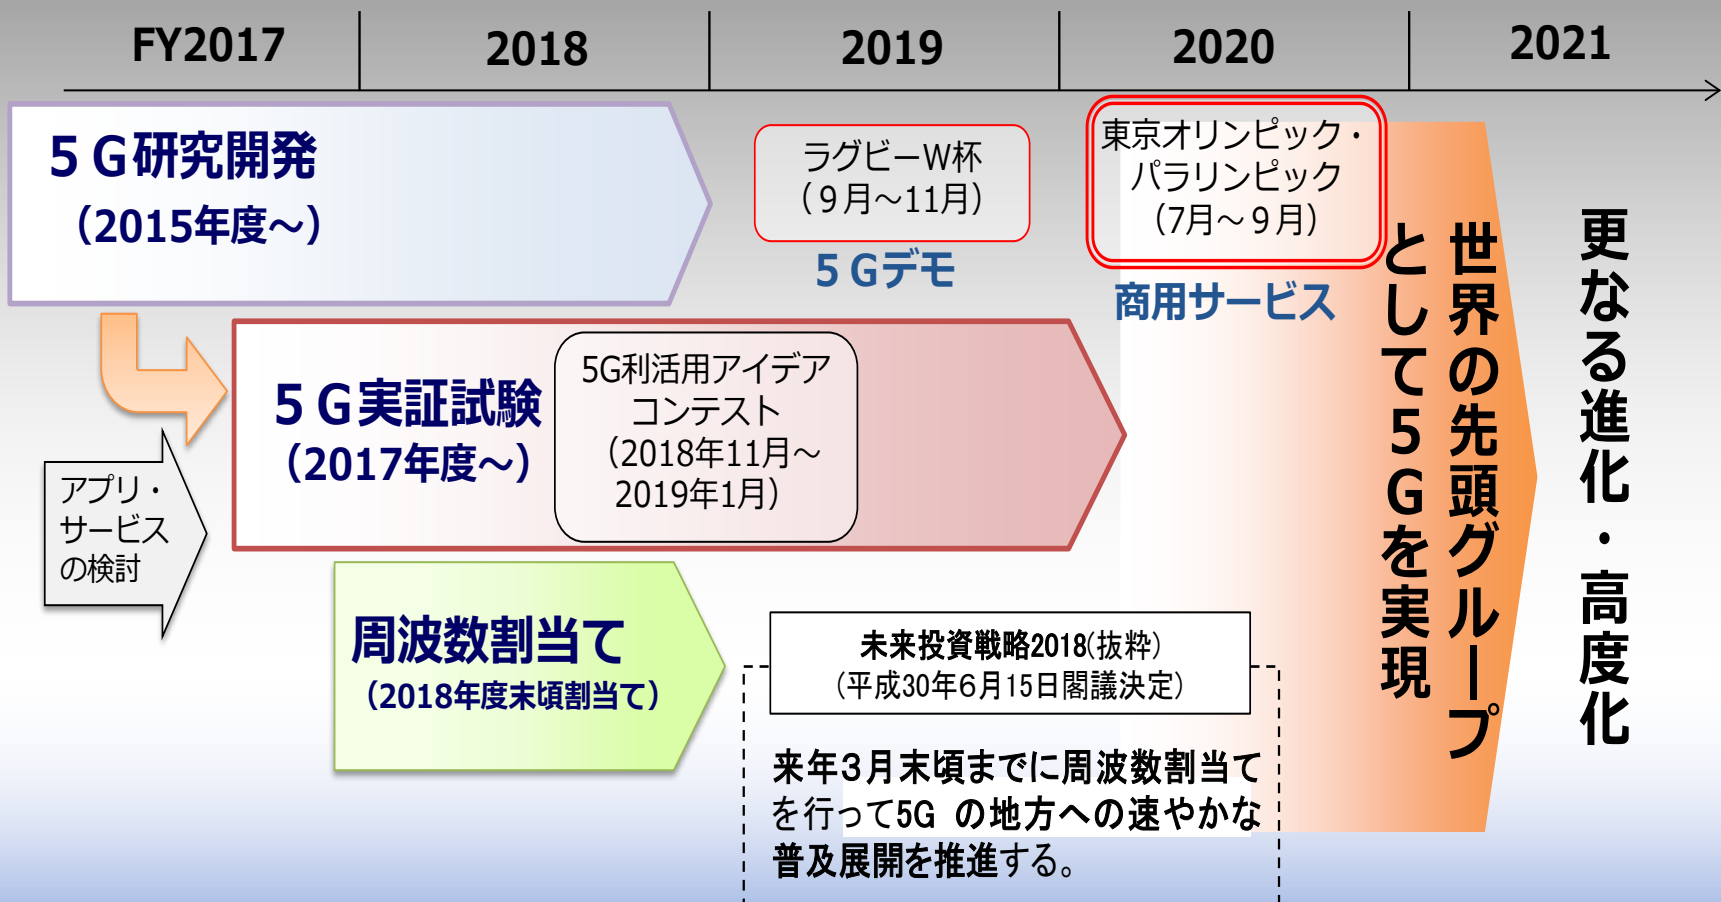 FY2017
2018
2019
2020
2021
５Ｇ研究開発
（2015年度～）
ラグビーW杯
（９月～11月）
５Ｇデモ
東京オリンピック・
パラリンピック
（7月～９月）
商用サービス
５Ｇ実証試験
（2017年度～）
5G利活用アイデア
コンテスト
（2018年11月～
2019年1月）
アプリ・
サービス
の検討
周波数割当て
（2018年度末頃割当て）
未来投資戦略2018(抜粋)
（平成30年６月15日閣議決定）
来年３月末頃までに周波数割当て
を行って5G の地方への速やかな
普及展開を推進する。
世界の先頭グループ
として５Ｇを実現
更なる進化・高度化